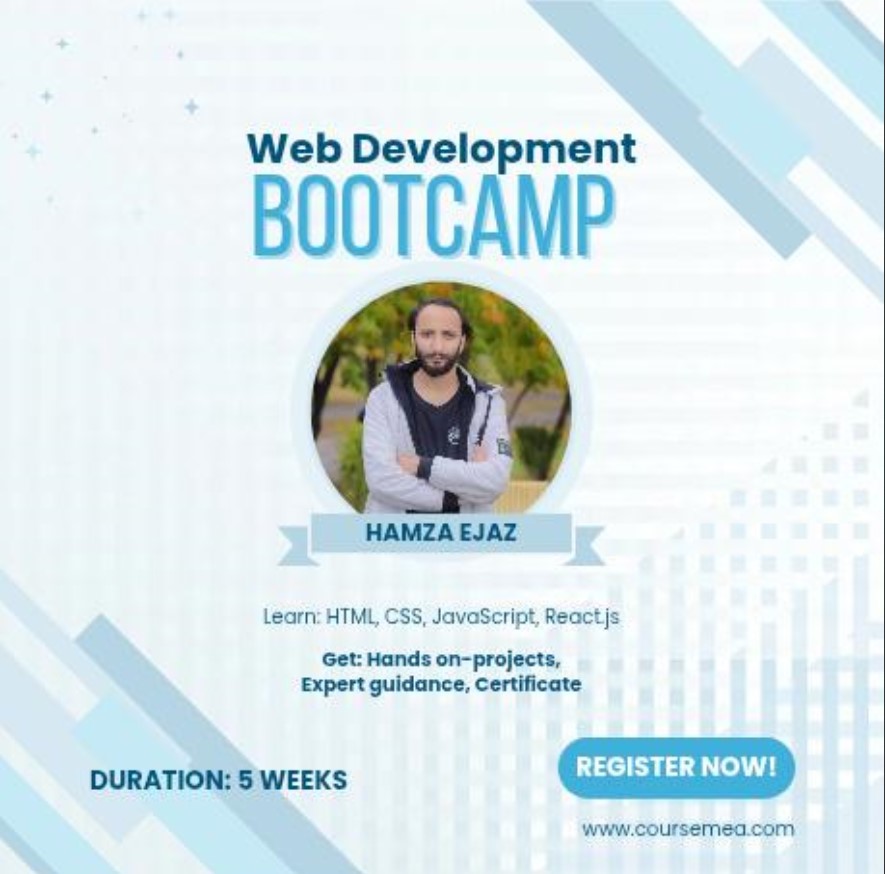 Web Development
BOOTCAMP
HAMZA EJAZ
Learn: HTML, CSS, JavaScript, React.js
Get: Hands on-projects,
Expert guidance, Certificate
DURATION: 5 WEEKS
REGISTER NOW!
www.coursemea.com